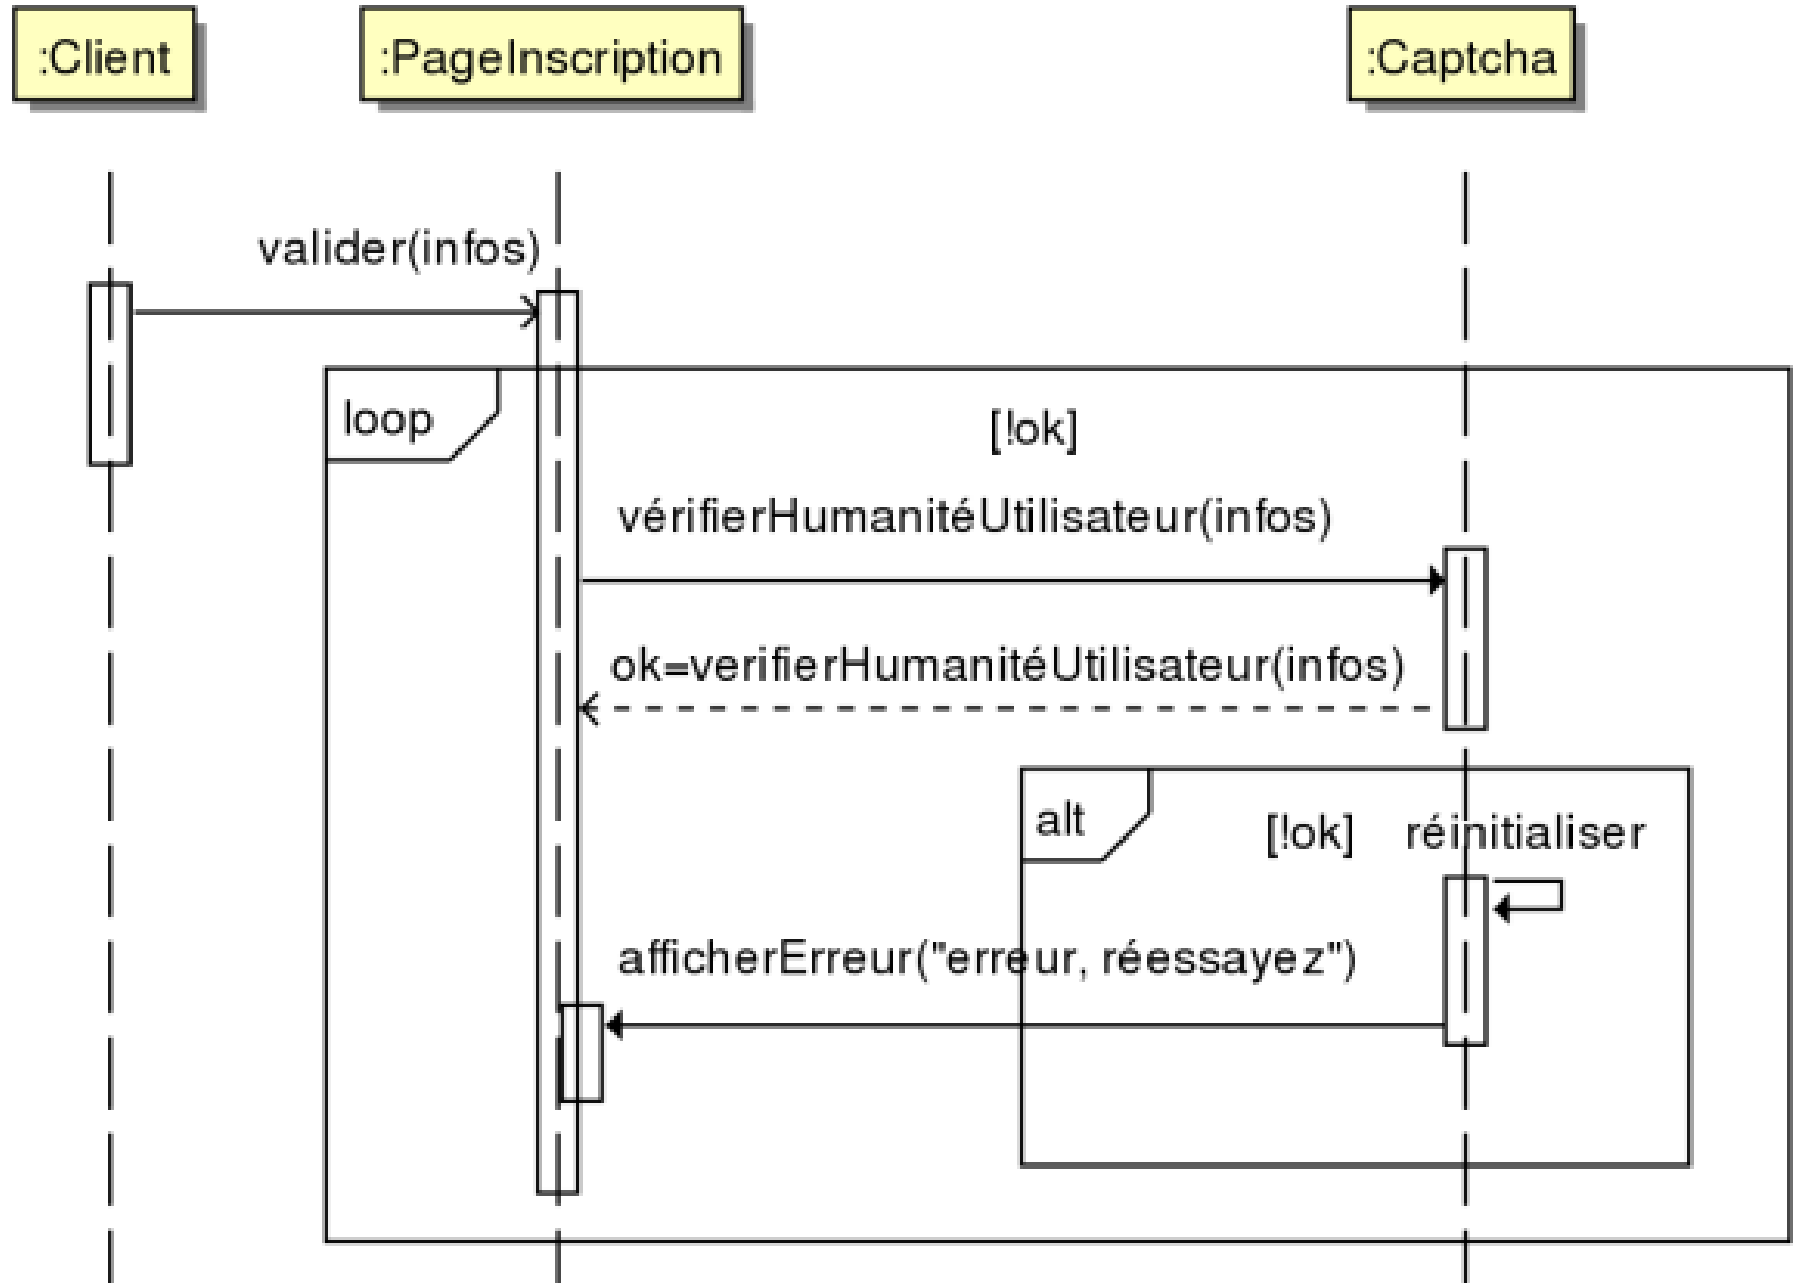 :Client
:PageInscription
:Captcha
valider(infos)
loop
[!ok]
vérifierHumanitéUtilisateur(infos)
ok=verifierHumanitéUtilisateur(infos)
alt
[!ok]
réinitialiser
afficherErreur("erreur, réessayez")